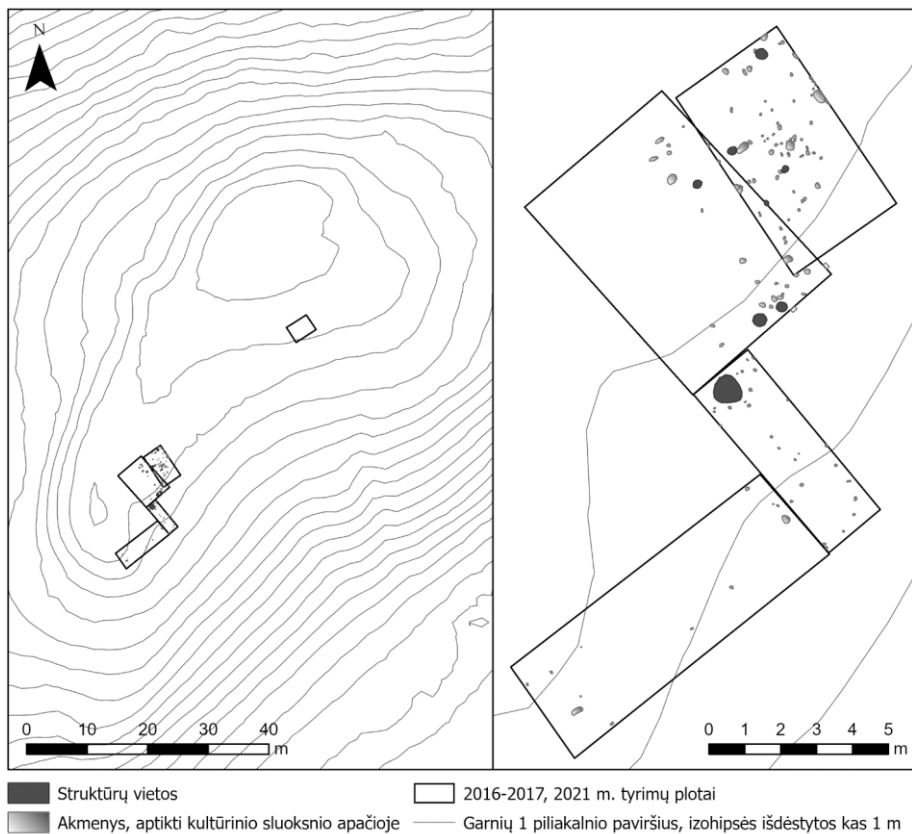 N
0 10 20 30 40
m
0 1 2 3 4 5
m
Struktūrų vietos
2016-2017, 2021 m. tyrimų plotai
Akmenys, aptikti kultūrinio sluoksnio apačioje
Garnių 1 piliakalnio paviršius, izohipsės išdėstytos kas 1 m